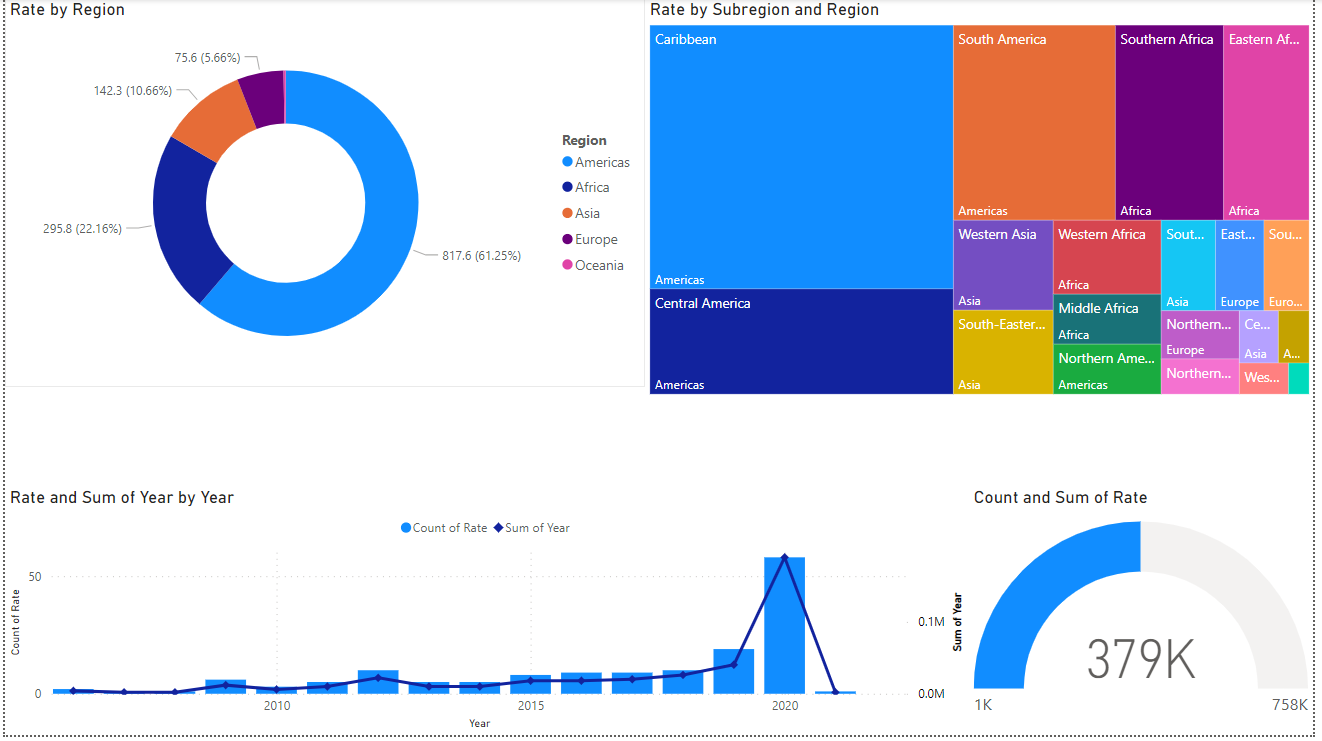 Rate by Region
75.6 (5.66%)
142.3 (10.66%)
295.8 (22.16%)
817.6 (61.25%)
Region
Americas
Africa
Asia
Europe
Oceania
Rate by Subregion and Region
Caribbean
Americas
Central America
Americas
South America
Americas
Southern Africa
Africa
Eastern Af...
Africa
Western Asia
Asia
South-Easter...
Asia
Western Africa
Africa
Middle Africa
Africa
Northern Ame...
Americas
Sout...
Asia
East...
Europe
Sou...
Euro...
Northern...
Europe
Northern...
Ce...
Asia
A...
Wes...
Rate and Sum of Year by Year
Count of Rate Sum of Year
Count of Rate
50
0
2010 2015 2020
Year
0.1M
0.0M
Sum of Year
Count and Sum of Rate
379K
1K 758K